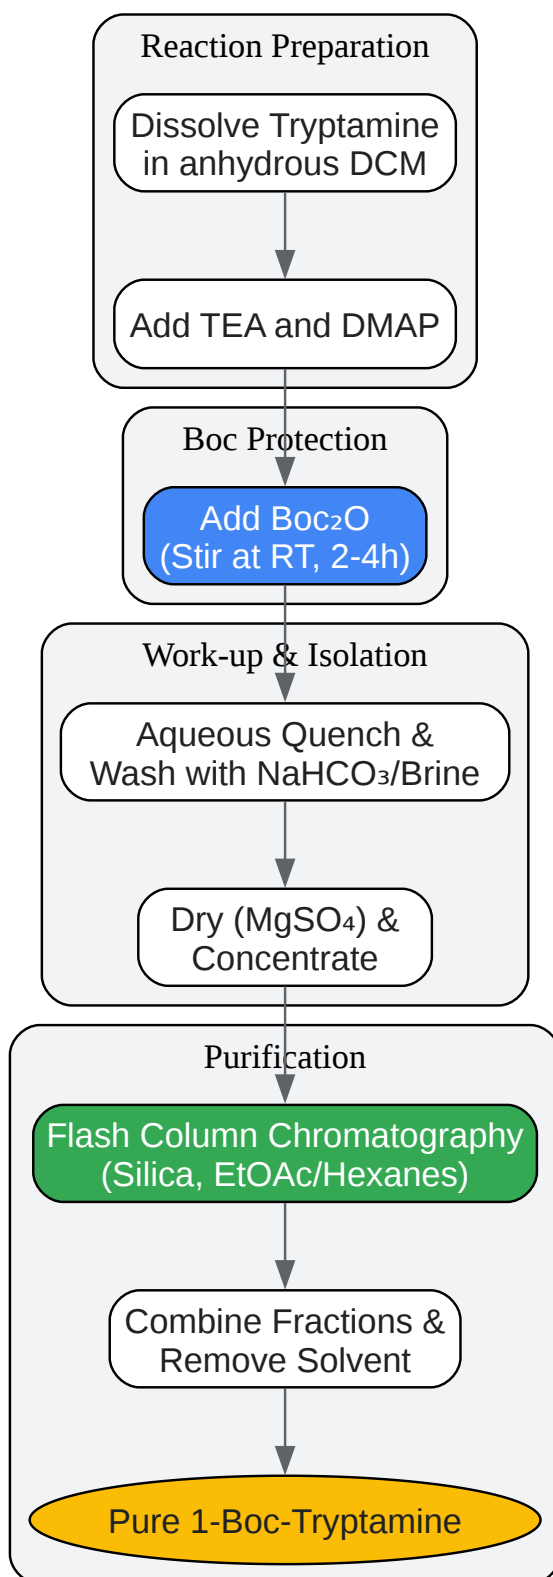 Reaction Preparation
Dissolve Tryptamine
in anhydrous DCM
Add TEA and DMAP
Boc Protection
Add Boc₂O
(Stir at RT, 2-4h)
Work-up & Isolation
Aqueous Quench &
Wash with NaHCO₃/Brine
Dry (MgSO₄) &
Concentrate
Purification
Flash Column Chromatography
(Silica, EtOAc/Hexanes)
Combine Fractions &
Remove Solvent
Pure 1-Boc-Tryptamine